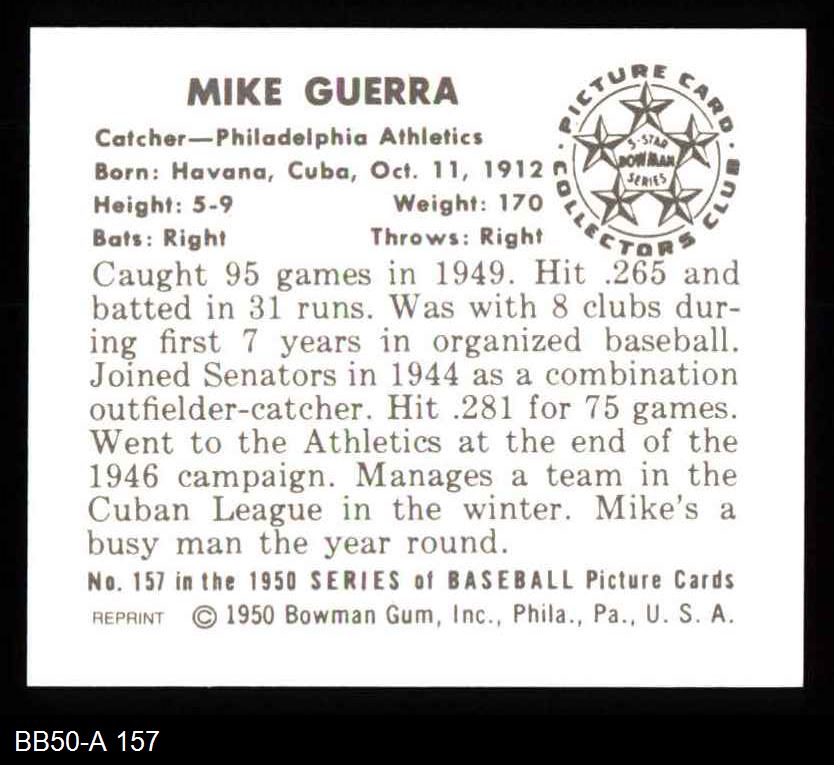 MIKE GUERRA
Catcher—Philadelphia Athletics
Born: Havana, Cuba, Oct. 11, 1912
Height: 5-9 Weight: 170
Bats: Right Throws: Right
PICTURE CARD
COLLECTORS CLUB
5-STAR
BOWMAN
SERIES
Caught 95 games in 1949. Hit .265 and
batted in 31 runs. Was with 8 clubs dur-
ing first 7 years in organized baseball.
Joined Senators in 1944 as a combination
outfielder-catcher. Hit .281 for 75 games.
Went to the Athletics at the end of the
1946 campaign. Manages a team in the
Cuban League in the winter. Mike's a
busy man the year round.
No. 157 in the 1950 SERIES of BASEBALL Picture Cards
REPRINT © 1950 Bowman Gum, Inc., Phila., Pa., U. S. A.
BB50-A 157